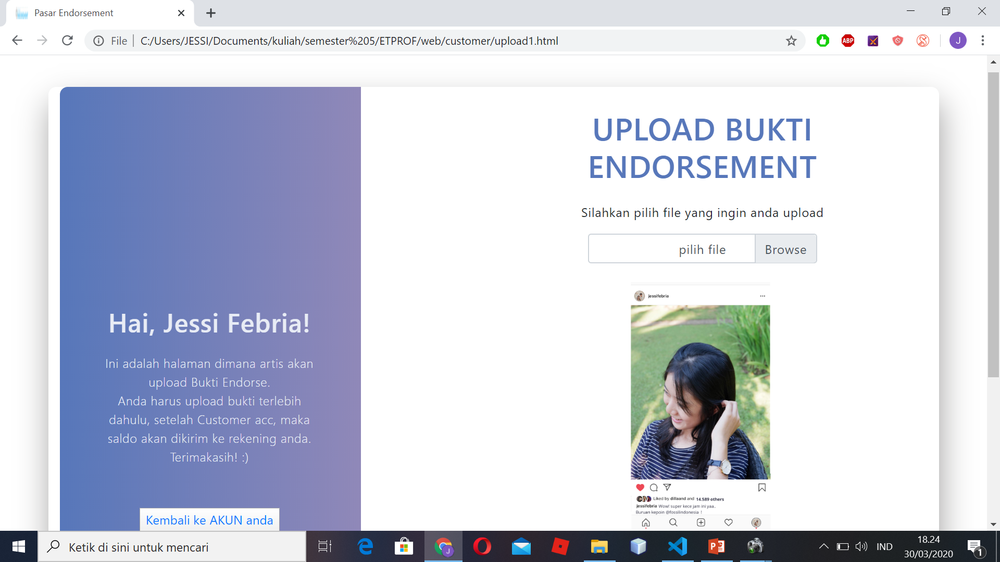 Pasar Endorsement
File
C:/Users/JESSI/Documents/kuliah/semester%205/ETPROF/web/customer/upload1.html
ABP
J
UPLOAD BUKTI
ENDORSEMENT
Silahkan pilih file yang ingin anda upload
pilih file
Browse
jessifebria
Liked by dillaand and 14.589 others
jessifebria Wow! super kece jam ini yaa..
Buruan kepoin @fossilindonesia !
Hai, Jessi Febria!
Ini adalah halaman dimana artis akan
upload Bukti Endorse.
Anda harus upload bukti terlebih
dahulu, setelah Customer acc, maka
saldo akan dikirim ke rekening anda.
Terimakasih! :)
Kembali ke AKUN anda
Ketik di sini untuk mencari
J
IND
18.24
30/03/2020
1